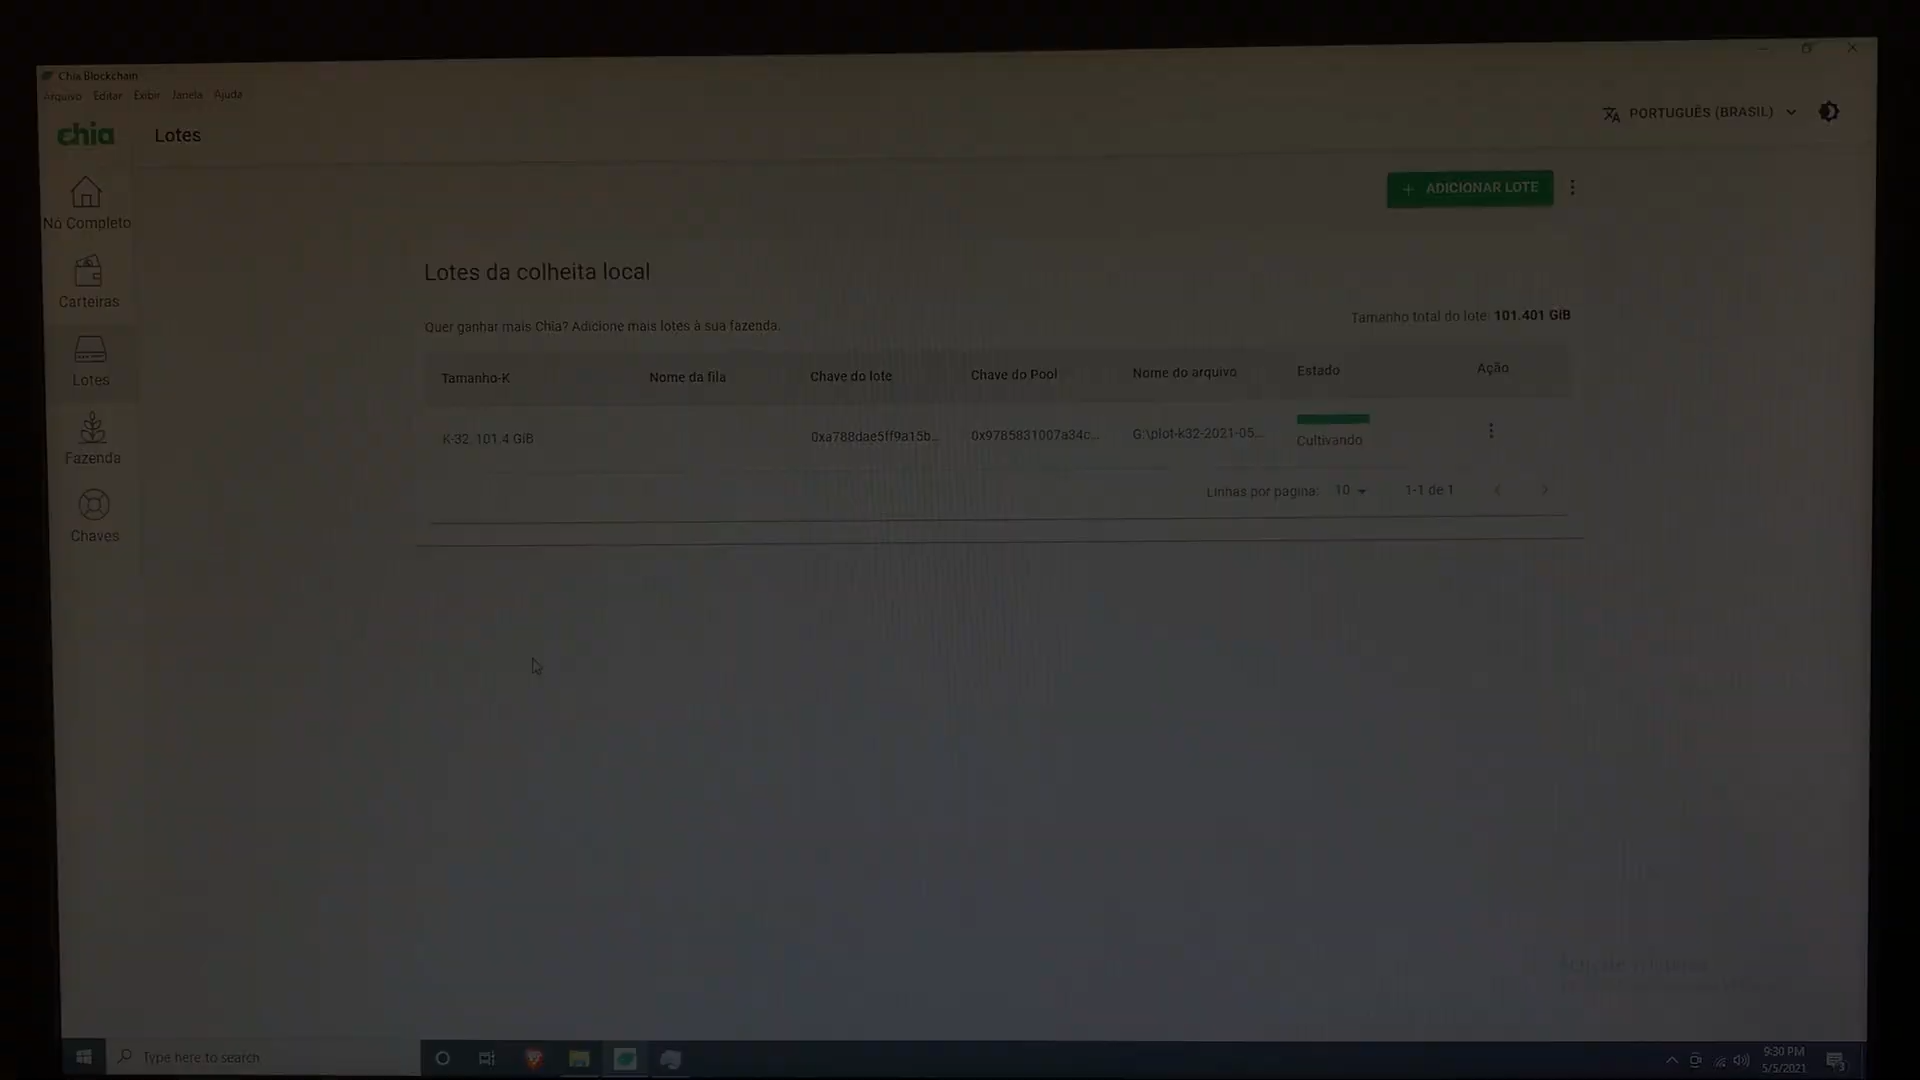 Chia Blockchain
Arquivo Editar Exibir Janela Ajuda
chia Lotes
PORTUGUÊS (BRASIL)
+ ADICIONAR LOTE
Nó Completo
Carteiras
Lotes
Fazenda
Chaves
Lotes da colheita local
Quer ganhar mais Chia? Adicione mais lotes à sua fazenda.
Tamanho total do lote: 101.401 GiB
Tamanho-K Nome da fila Chave do lote Chave do Pool Nome do arquivo Estado Ação
K-32, 101.4 GiB 0xa788dae5ff9a15b... 0x9785831007a34c... G:\plot-k32-2021-05... Cultivando
Linhas por página: 10 1-1 de 1
Type here to search
9:30 PM
5/5/2021